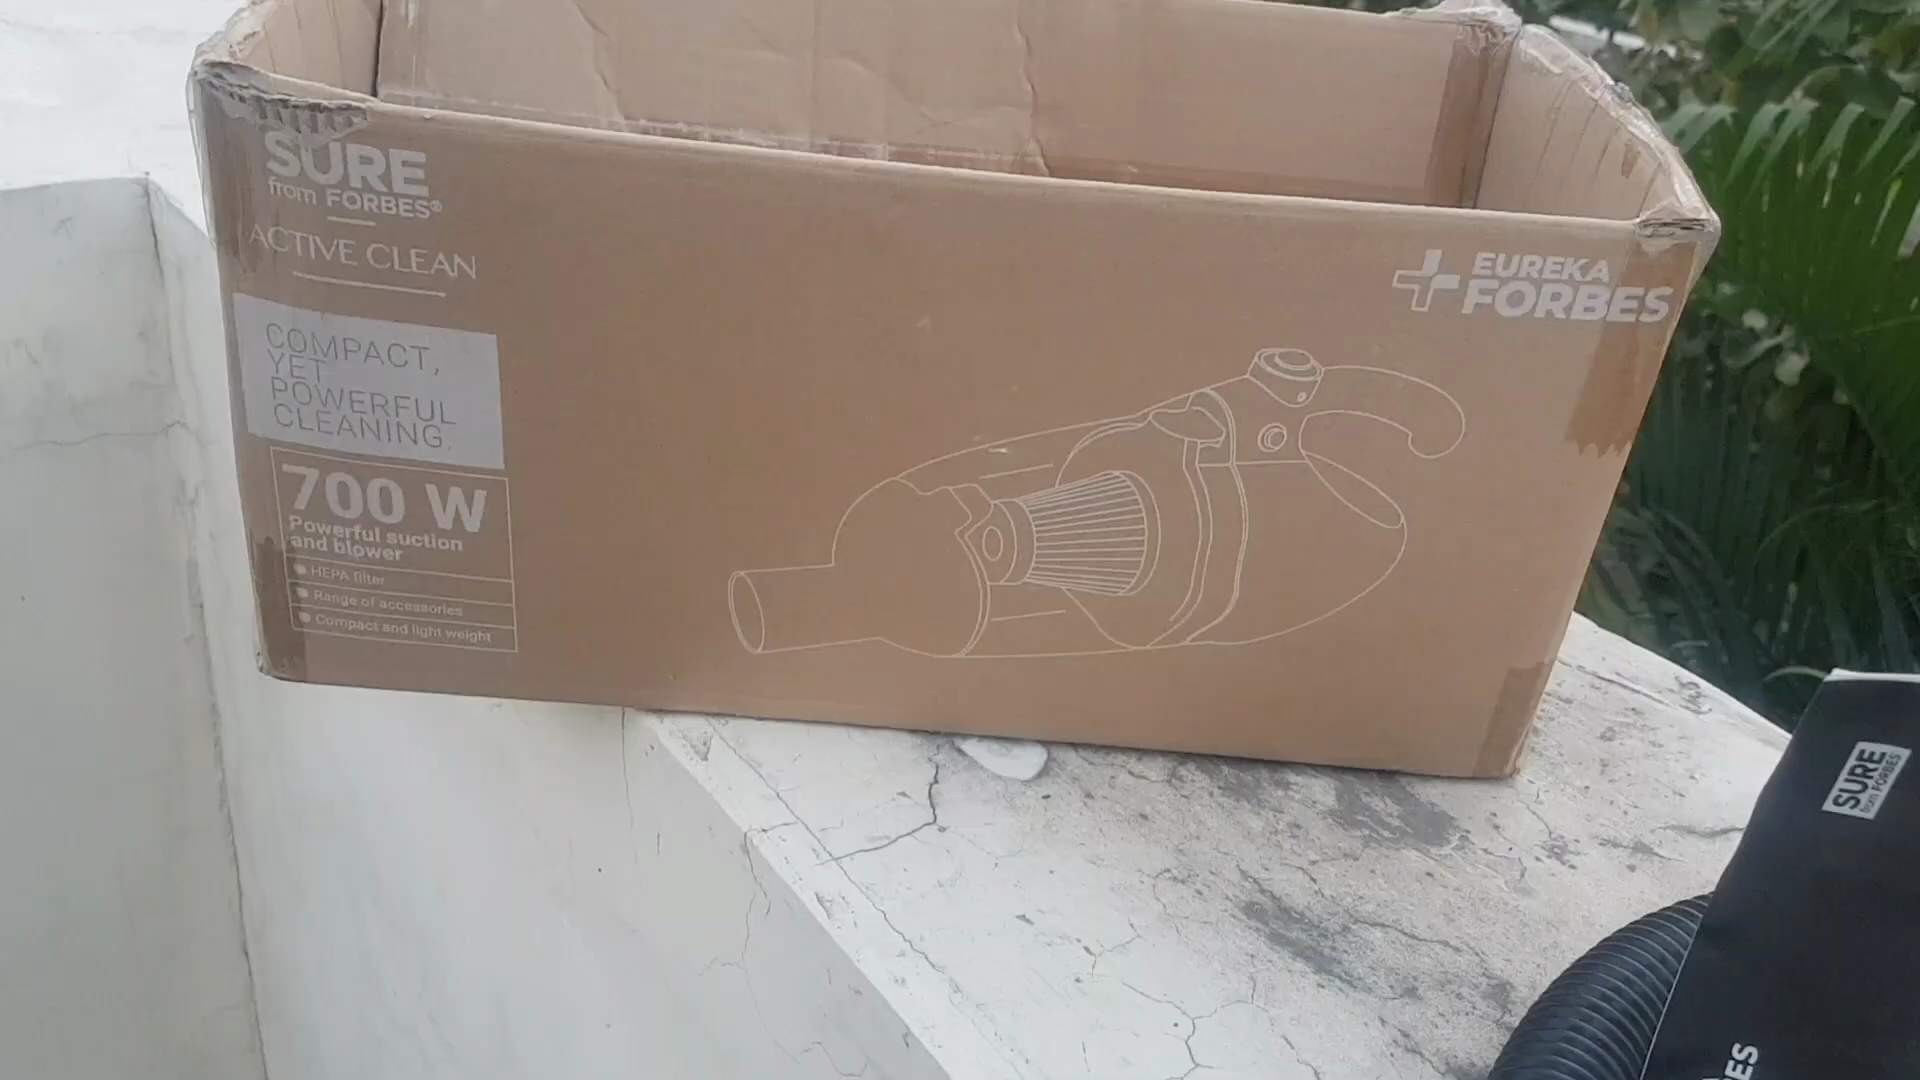 SURE
from FORBES®
ACTIVE CLEAN
EUREKA
FORBES
COMPACT,
YET
POWERFUL
CLEANING.
700 W
Powerful suction
and blower
HEPA filter
Range of accessories
Compact and light weight
SURE
from FORBES
ES